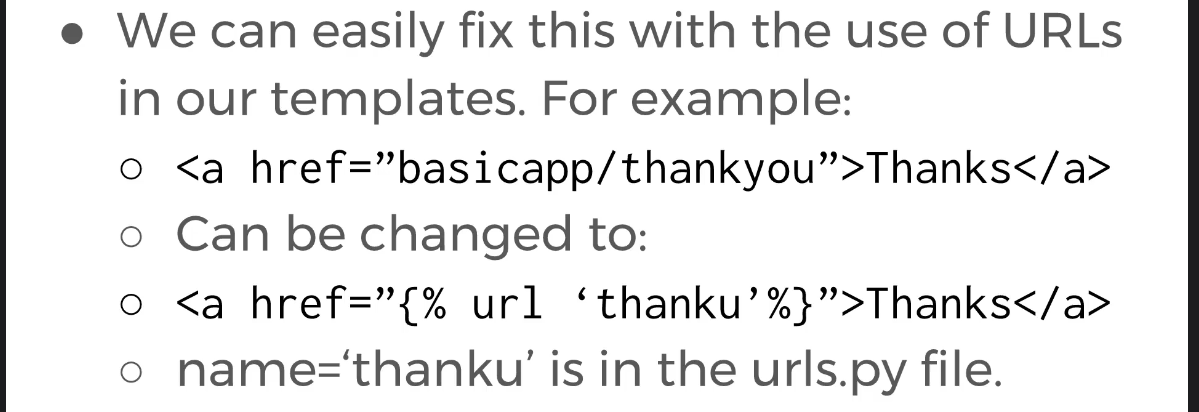 ● We can easily fix this with the use of URLs
in our templates. For example:
○ <a href=”basicapp/thankyou”>Thanks</a>
○ Can be changed to:
○ <a href=”{% url ‘thanku’%}”>Thanks</a>
○ name=‘thanku’ is in the urls.py file.